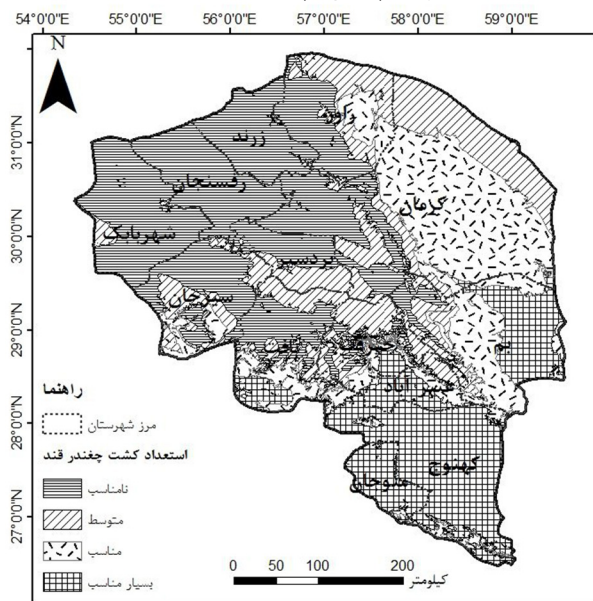 54°0'0"E 55°0'0"E 56°0'0"E 57°0'0"E 58°0'0"E 59°0'0"E
N
31°0'0"N
30°0'0"N
29°0'0"N
28°0'0"N
27°0'0"N
راور
زرند
رفسنجان
کرمان
شهربابک
بردسیر
سیرجان
بافت
جیرفت
بم
عنبر آباد
کهنوج
منوجان
راهنما
مرز شهرستان
استعداد کشت چغندر قند
نامناسب
متوسط
مناسب
بسیار مناسب
0 50 100 200
کیلومتر